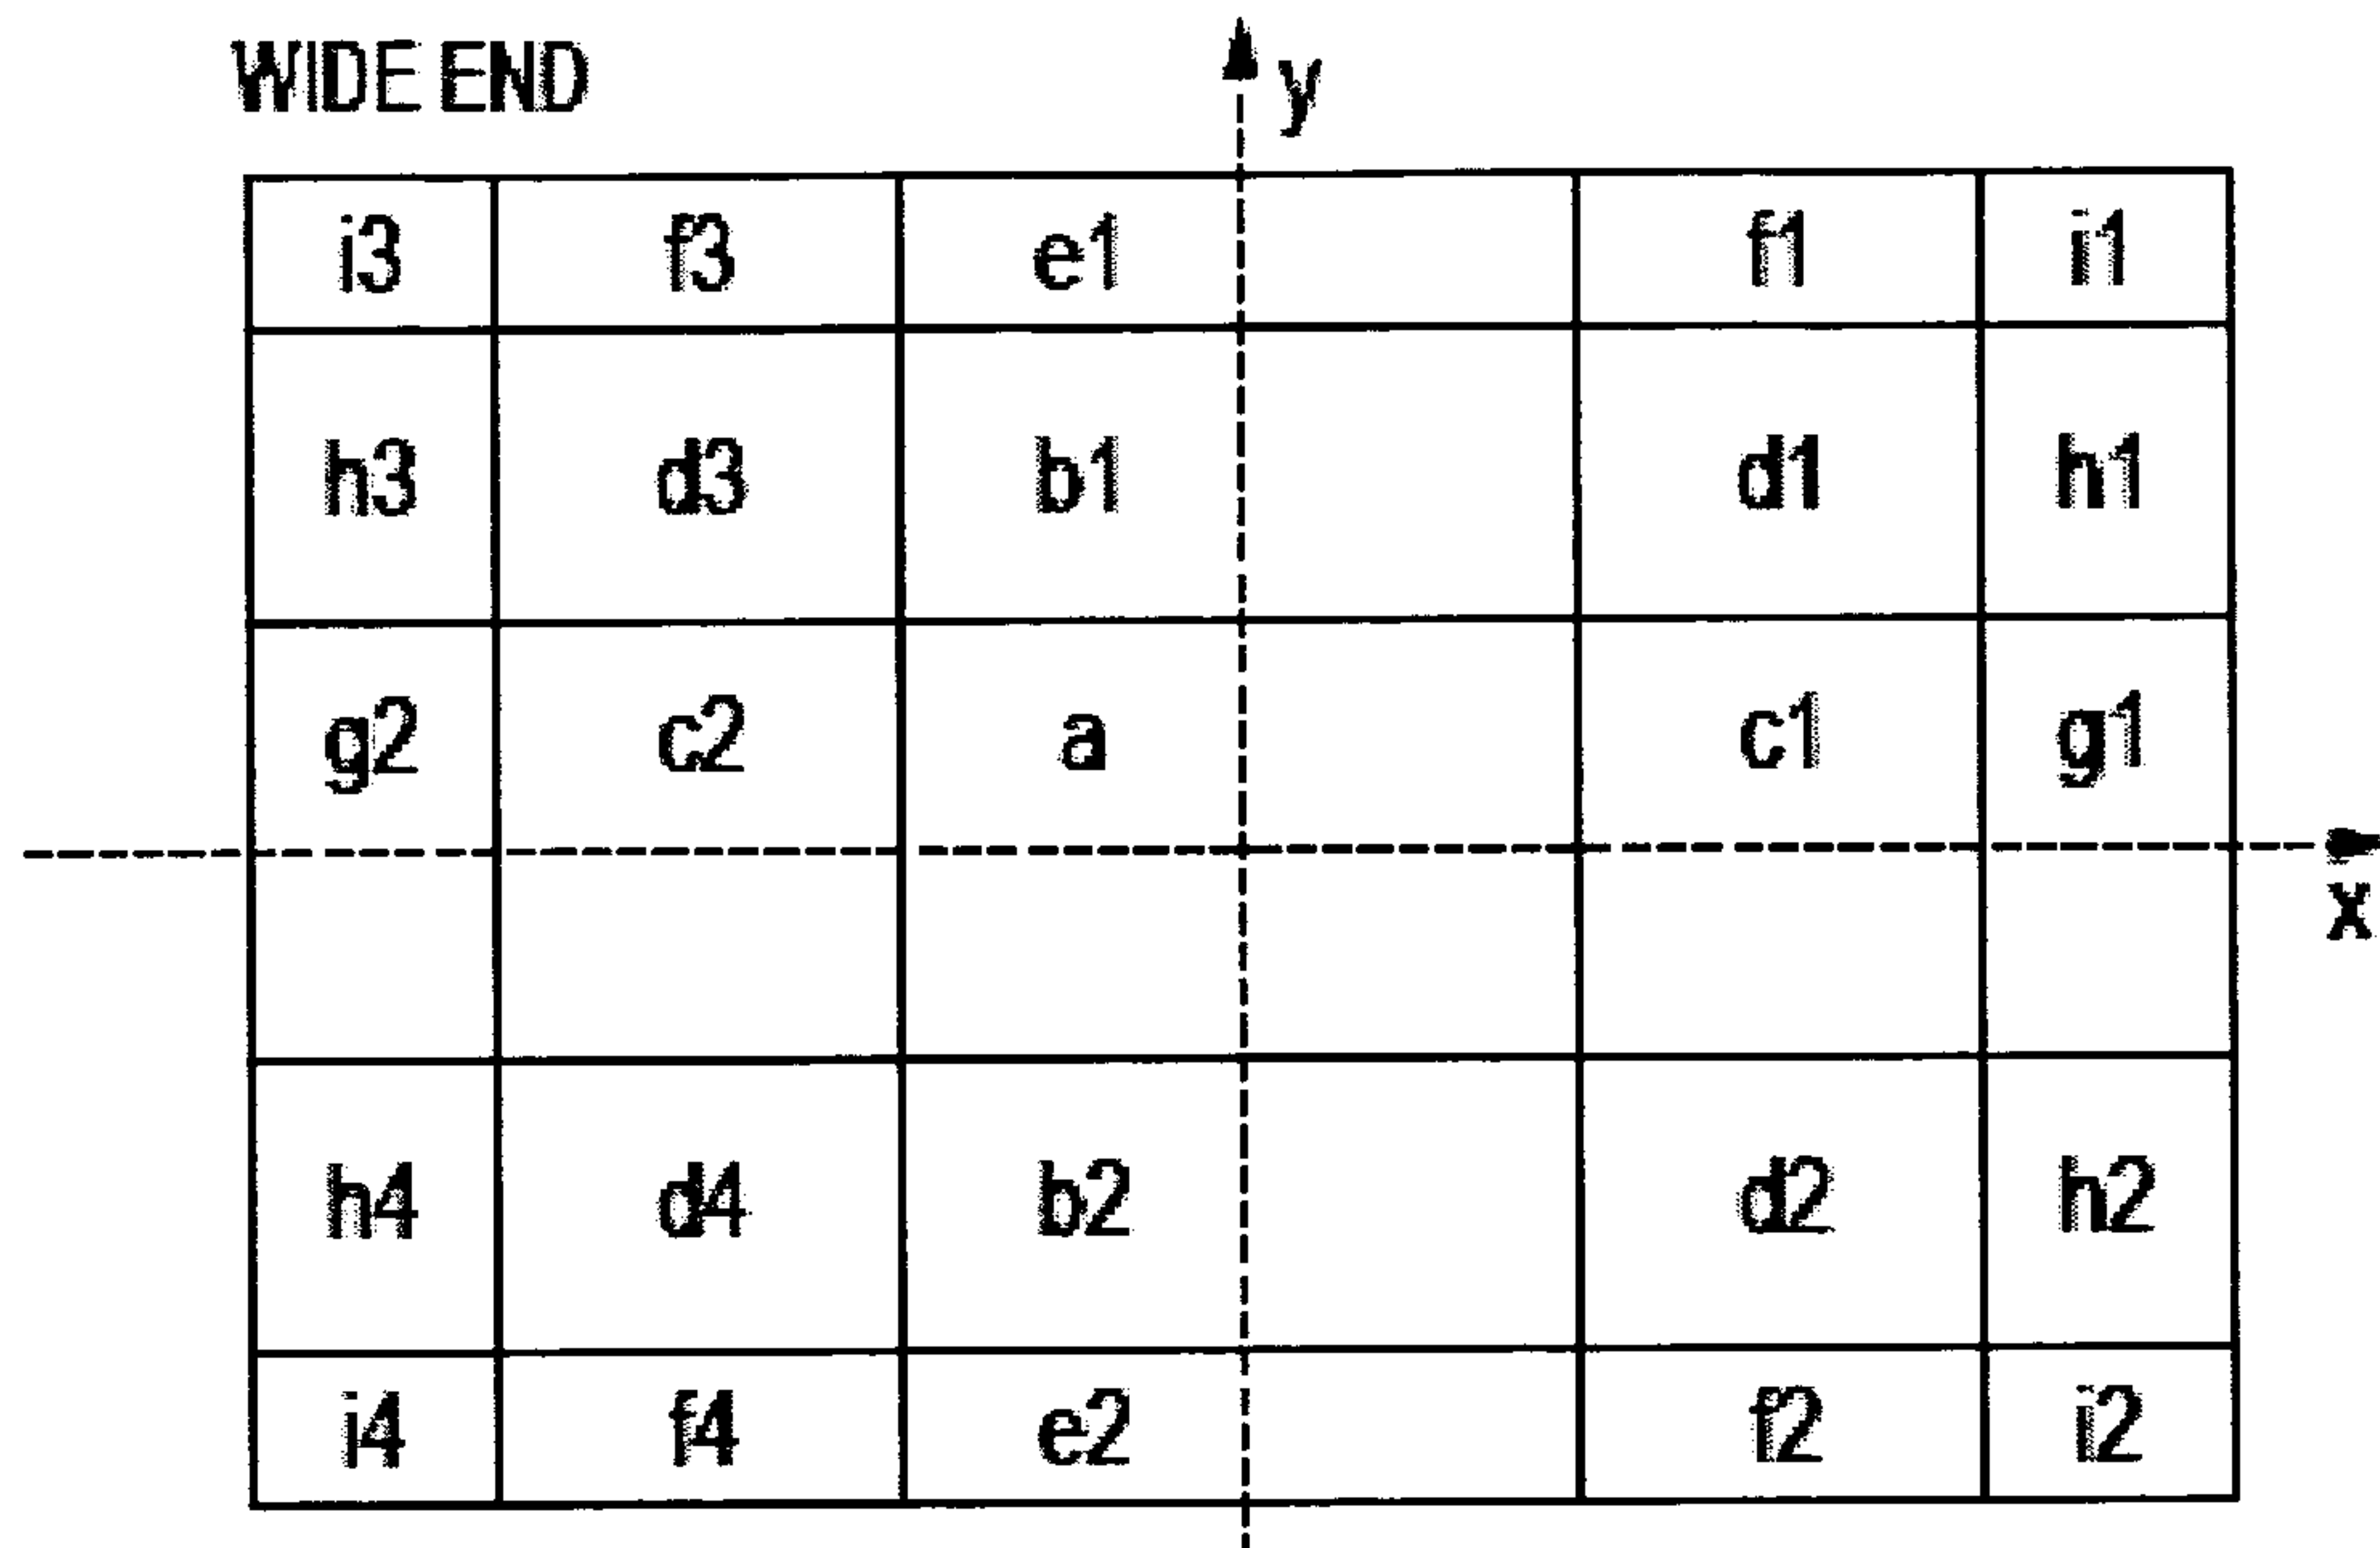 WIDE END
y
i3 f3 e1 f1 i1
h3 d3 b1 d1 h1
g2 c2 a c1 g1
x
h4 d4 b2 d2 h2
i4 f4 e2 f2 i2